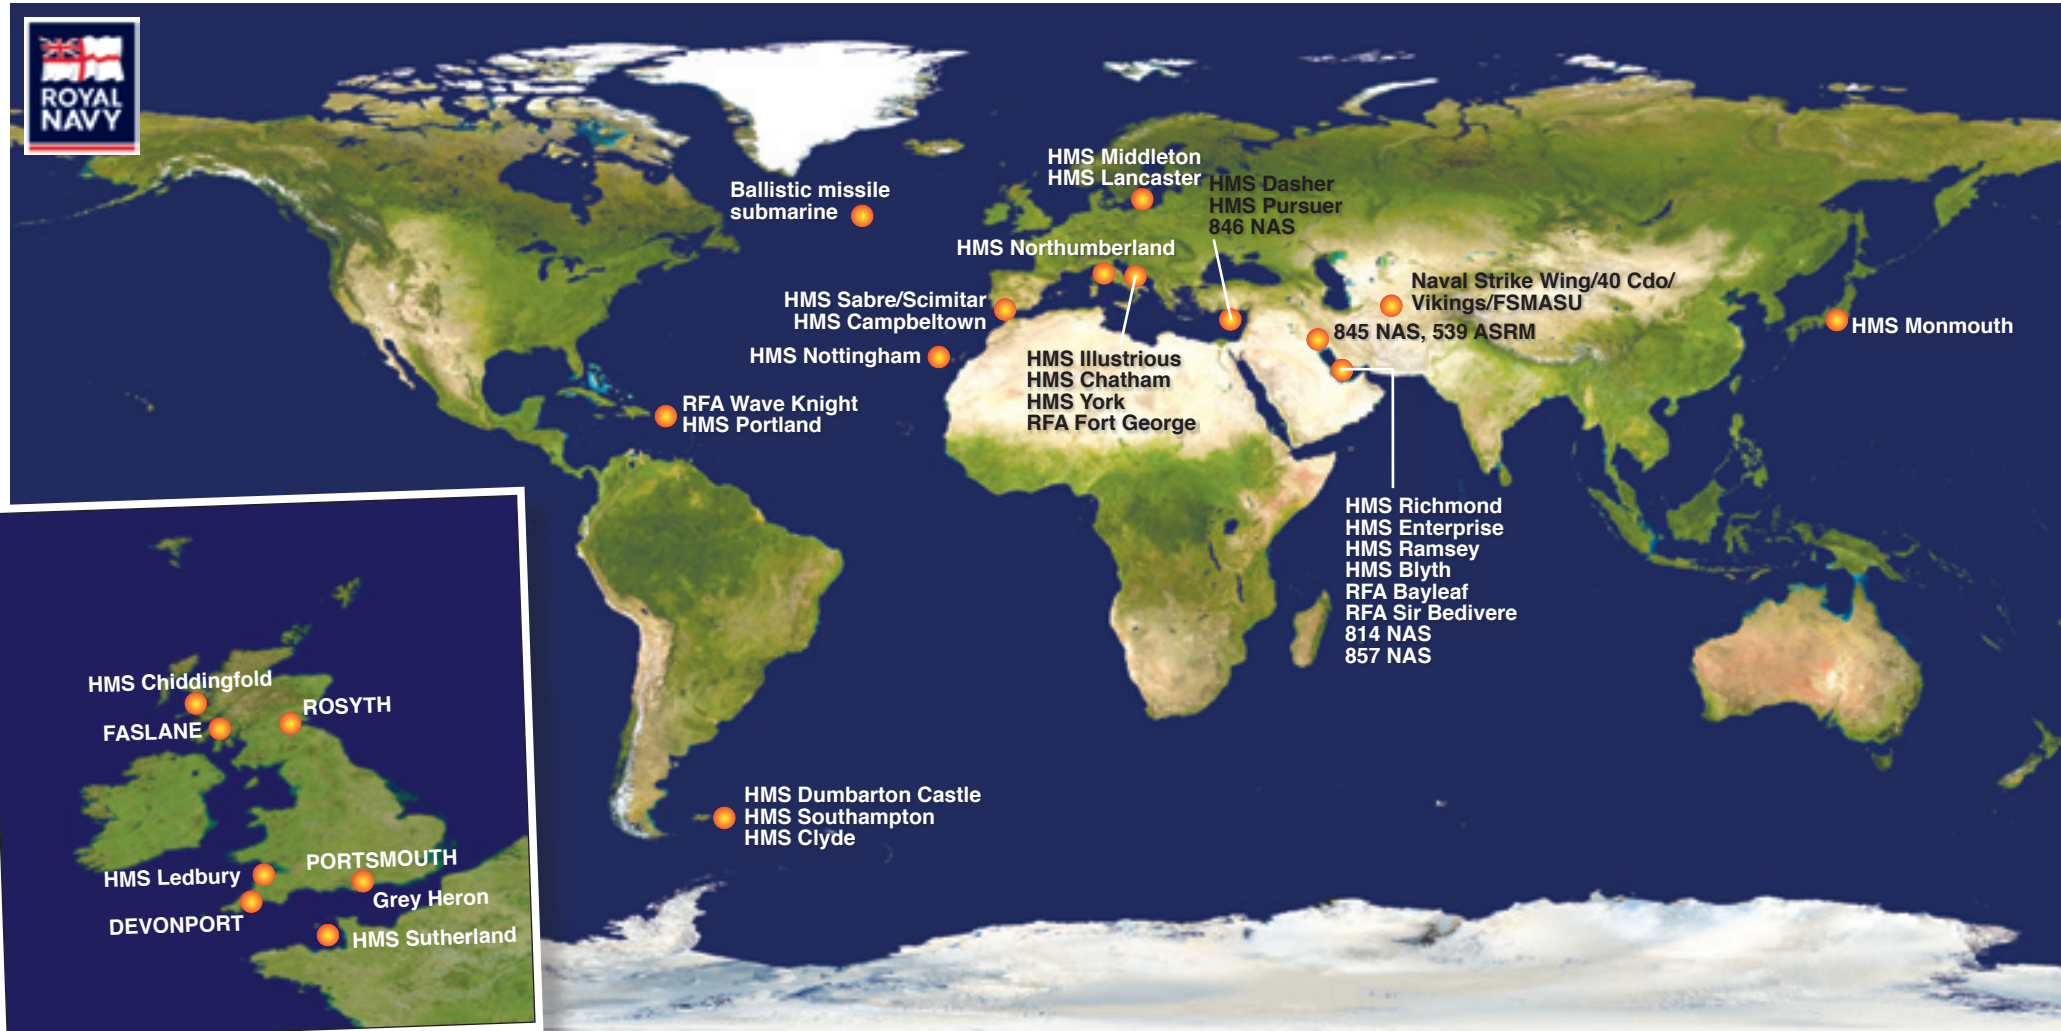 ROYAL
NAVY
HMS Middleton
HMS Lancaster
HMS Dasher
HMS Pursuer
846 NAS
Ballistic missile
submarine
HMS Northumberland
HMS Sabre/Scimitar
HMS Campbeltown
Naval Strike Wing/40 Cdo/
Vikings/FSMASU
845 NAS, 539 ASRM
HMS Monmouth
HMS Nottingham
HMS Illustrious
HMS Chatham
HMS York
RFA Fort George
RFA Wave Knight
HMS Portland
HMS Richmond
HMS Enterprise
HMS Ramsey
HMS Blyth
RFA Bayleaf
RFA Sir Bedivere
814 NAS
857 NAS
HMS Dumbarton Castle
HMS Southampton
HMS Clyde
HMS Chiddingfold
ROSYTH
FASLANE
PORTSMOUTH
HMS Ledbury
Grey Heron
DEVONPORT
HMS Sutherland